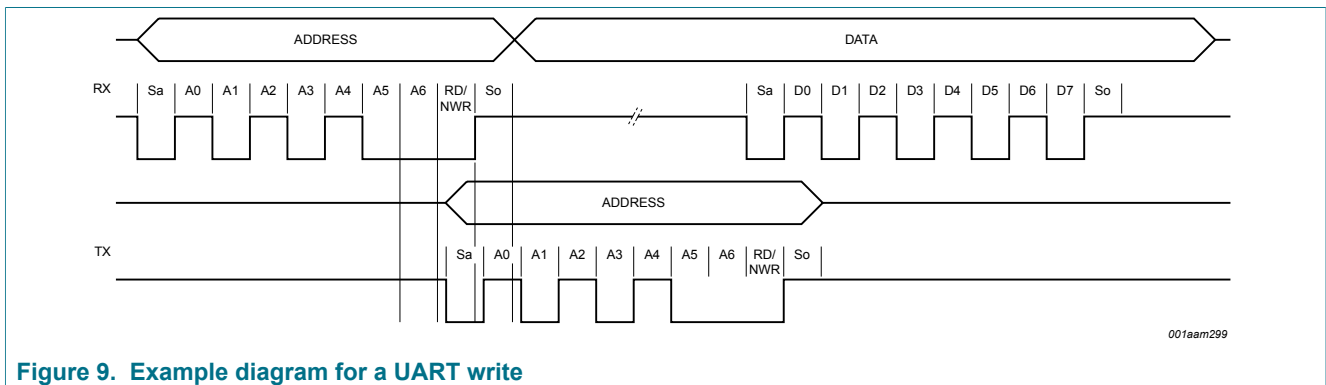 ADDRESS DATA
RX Sa A0 A1 A2 A3 A4 A5 A6 RD/ So Sa D0 D1 D2 D3 D4 D5 D6 D7 So
NWR
ADDRESS
TX Sa A0 A1 A2 A3 A4 A5 A6 RD/ So
NWR
001aam299
Figure 9. Example diagram for a UART write